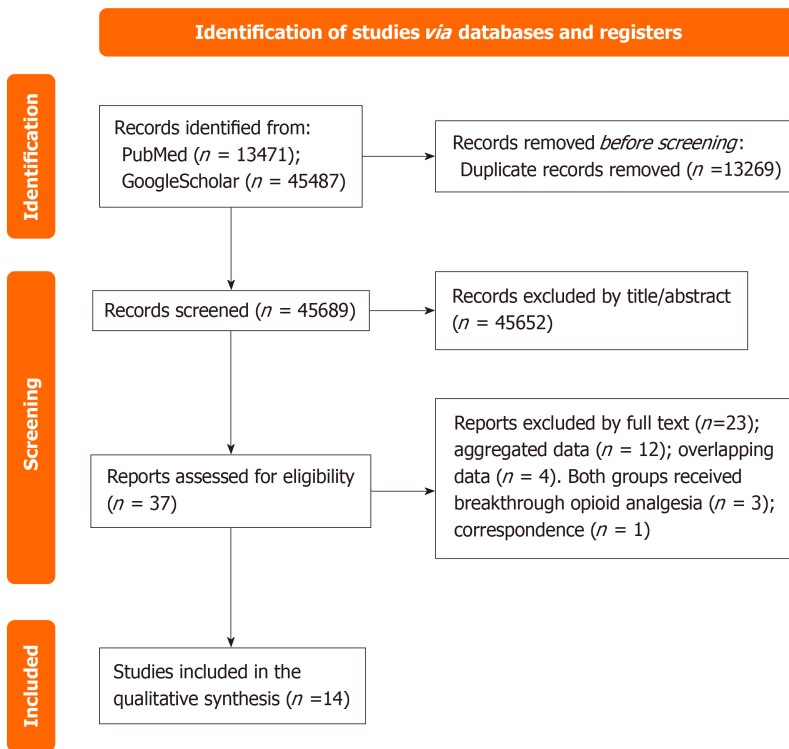 Identification of studies via databases and registers
Identification
Records identified from:
PubMed (n = 13471);
GoogleScholar (n = 45487)
Records removed before screening:
Duplicate records removed (n =13269)
Screening
Records screened (n = 45689)
Records excluded by title/abstract
(n = 45652)
Reports assessed for eligibility
(n = 37)
Reports excluded by full text (n=23);
aggregated data (n = 12); overlapping
data (n = 4). Both groups received
breakthrough opioid analgesia (n = 3);
correspondence (n = 1)
Included
Studies included in the
qualitative synthesis (n =14)